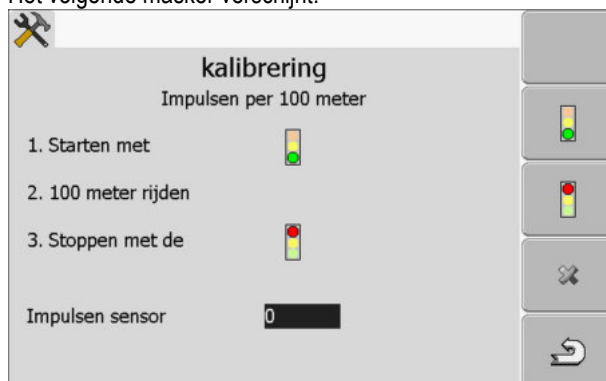 Het volgende masker verschijnt:
kalibrering
Impulsen per 100 meter
1. Starten met
2. 100 meter rijden
3. Stoppen met de
Impulsen sensor 0